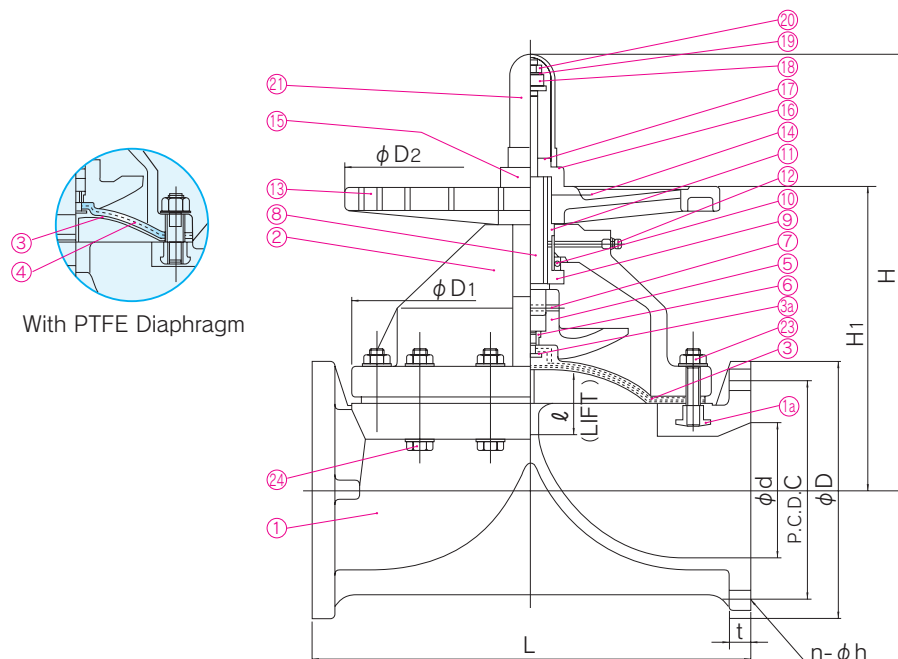 ⑳
⑲
⑱
㉑
⑰
⑯
⑮
⑭
φD2
⑪
⑫
⑬
⑩
⑧
⑨
②
⑦
⑤
φD1
⑥
3a
㉓
③
③
④
With PTFE Diaphragm
1a
ℓ
(LIFT)
㉔
①
H
H1
φd
P.C.D.C
φD
t
L
n-φh